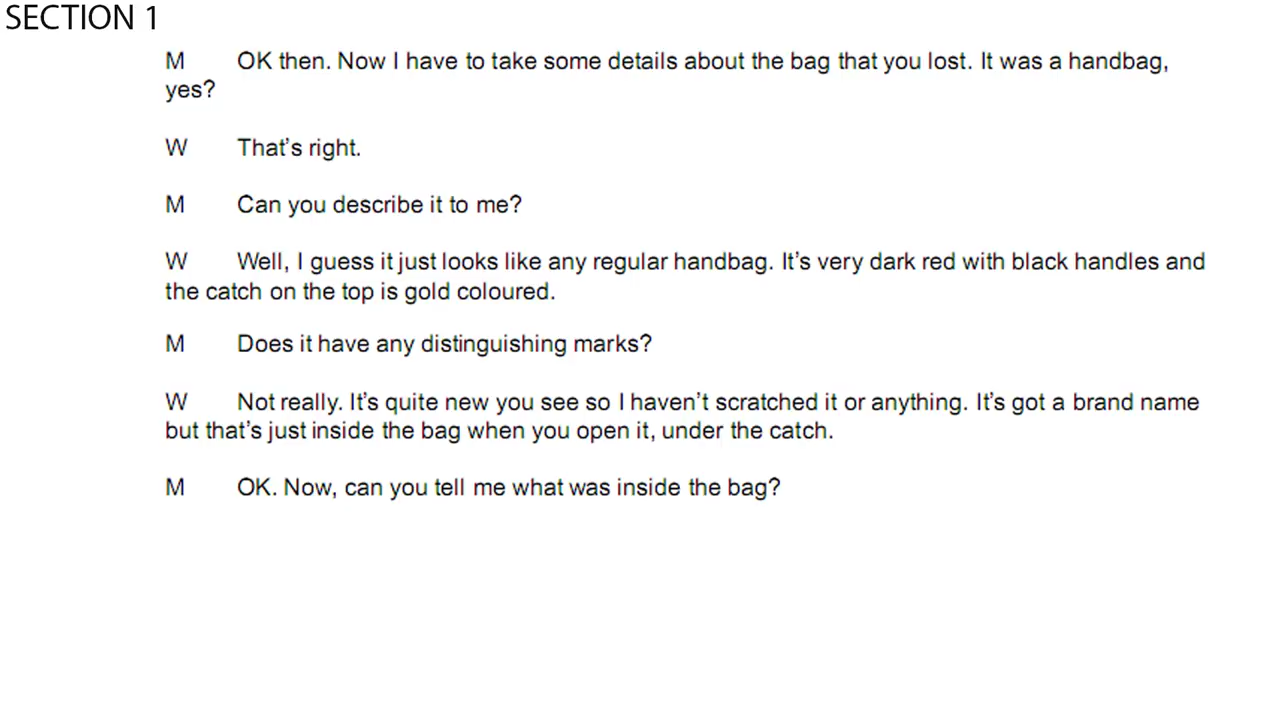 SECTION 1
M OK then. Now I have to take some details about the bag that you lost. It was a handbag,
yes?
W That's right.
M Can you describe it to me?
W Well, I guess it just looks like any regular handbag. It's very dark red with black handles and
the catch on the top is gold coloured.
M Does it have any distinguishing marks?
W Not really. It's quite new you see so I haven't scratched it or anything. It's got a brand name
but that's just inside the bag when you open it, under the catch.
M OK. Now, can you tell me what was inside the bag?